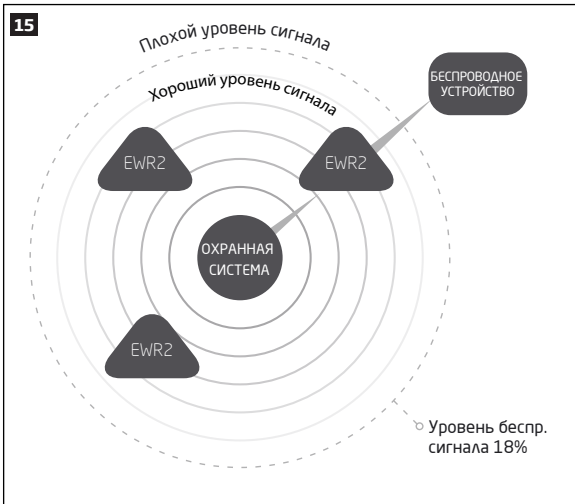 15
Плохой уровень сигнала
Хороший уровень сигнала
БЕСПРОВОДНОЕ
УСТРОЙСТВО
EWR2
EWR2
ОХРАННАЯ
СИСТЕМА
EWR2
Уровень беспр.
сигнала 18%